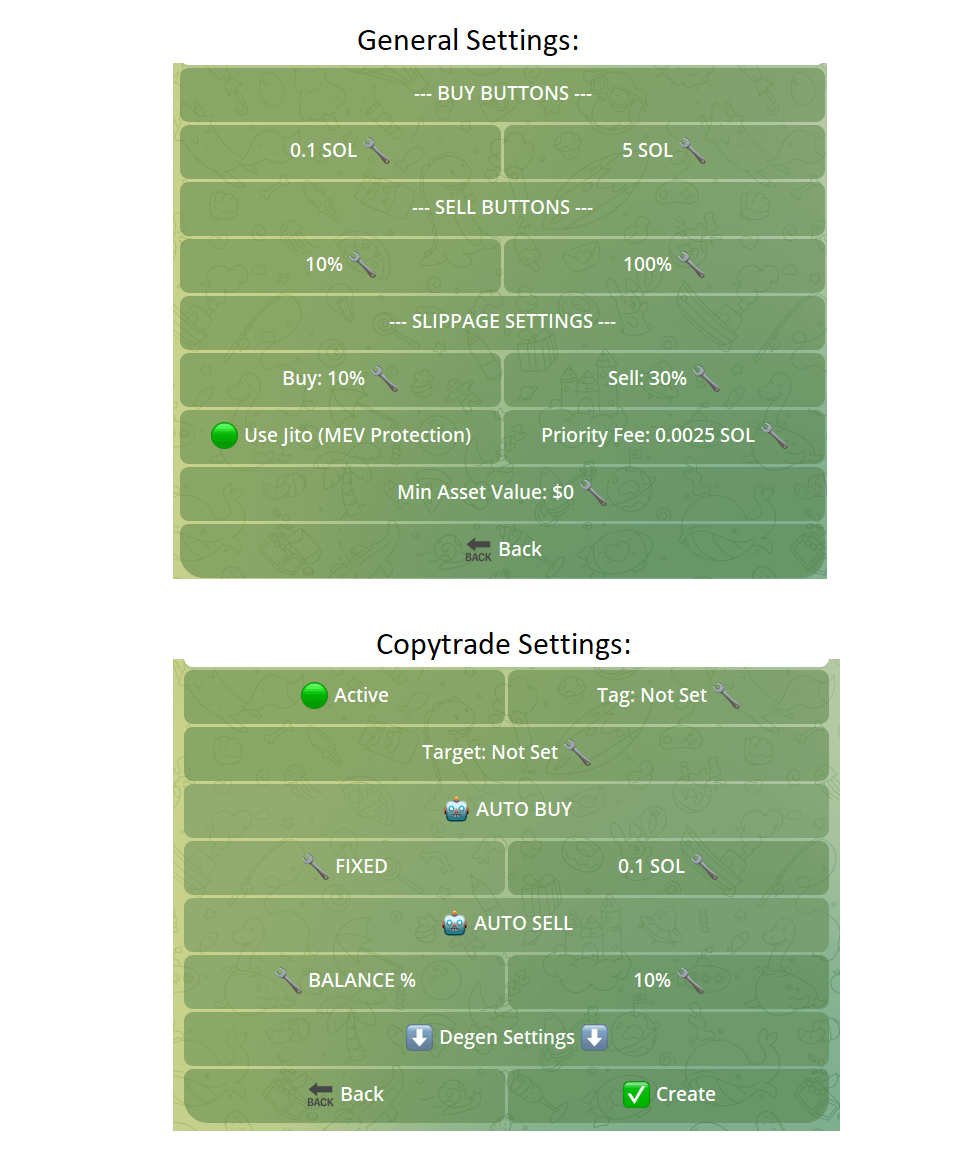 General Settings:
--- BUY BUTTONS ---
0.1 SOL
5 SOL
--- SELL BUTTONS ---
10%
100%
--- SLIPPAGE SETTINGS ---
Buy: 10%
Sell: 30%
Use Jito (MEV Protection)
Priority Fee: 0.0025 SOL
Min Asset Value: $0
BACK Back
Copytrade Settings:
Active
Tag: Not Set
Target: Not Set
AUTO BUY
FIXED
0.1 SOL
AUTO SELL
BALANCE %
10%
Degen Settings
BACK Back
Create